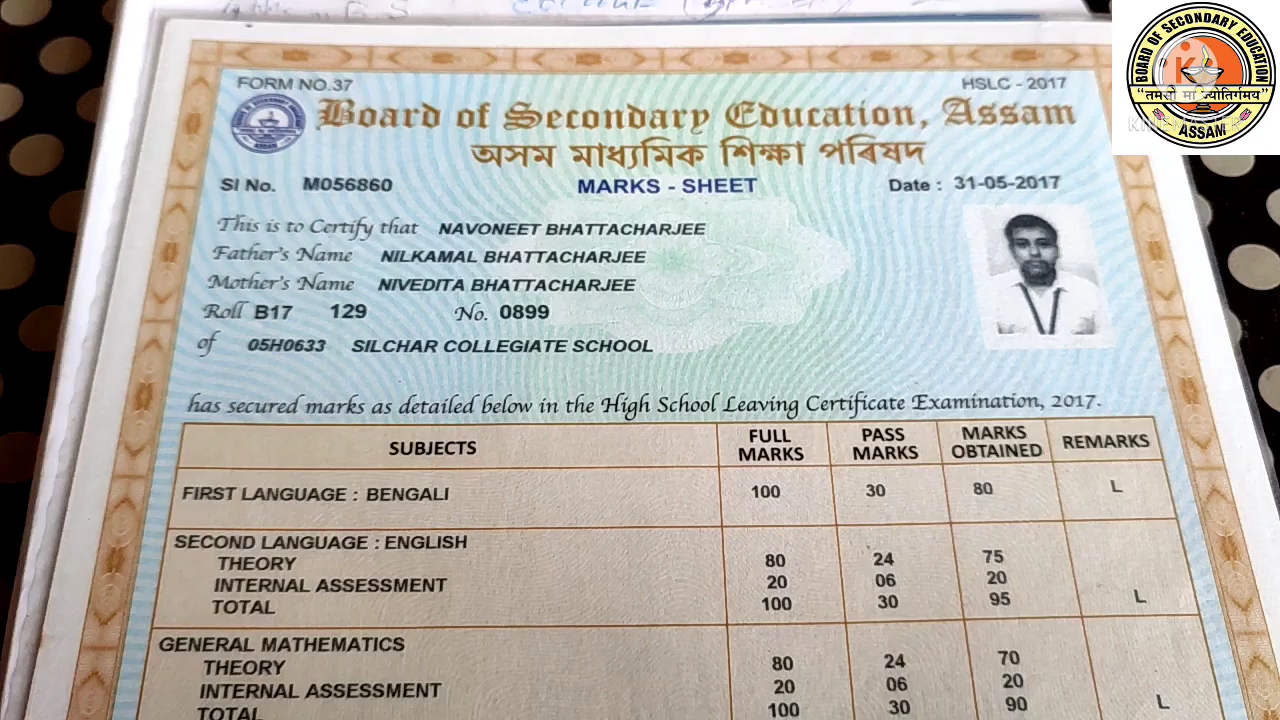 FORM NO.37 HSLC - 2017
Board of Secondary Education, Assam
অসম মাধ্যমিক শিক্ষা পৰিষদ
Sl No. M056860 MARKS - SHEET Date : 31-05-2017
This is to Certify that NAVONEET BHATTACHARJEE
Father's Name NILKAMAL BHATTACHARJEE
Mother's Name NIVEDITA BHATTACHARJEE
Roll B17 129 No. 0899
of 05H0633 SILCHAR COLLEGIATE SCHOOL
has secured marks as detailed below in the High School Leaving Certificate Examination, 2017.
SUBJECTS FULL MARKS PASS MARKS MARKS OBTAINED REMARKS
FIRST LANGUAGE : BENGALI 100 30 80 L
SECOND LANGUAGE : ENGLISH
THEORY 80 24 75
INTERNAL ASSESSMENT 20 06 20
TOTAL 100 30 95 L
GENERAL MATHEMATICS
THEORY 80 24 70
INTERNAL ASSESSMENT 20 06 20
TOTAL 100 30 90 L
BOARD OF SECONDARY EDUCATION
"तमसो मा ज्योतिर्गमय"
ASSAM